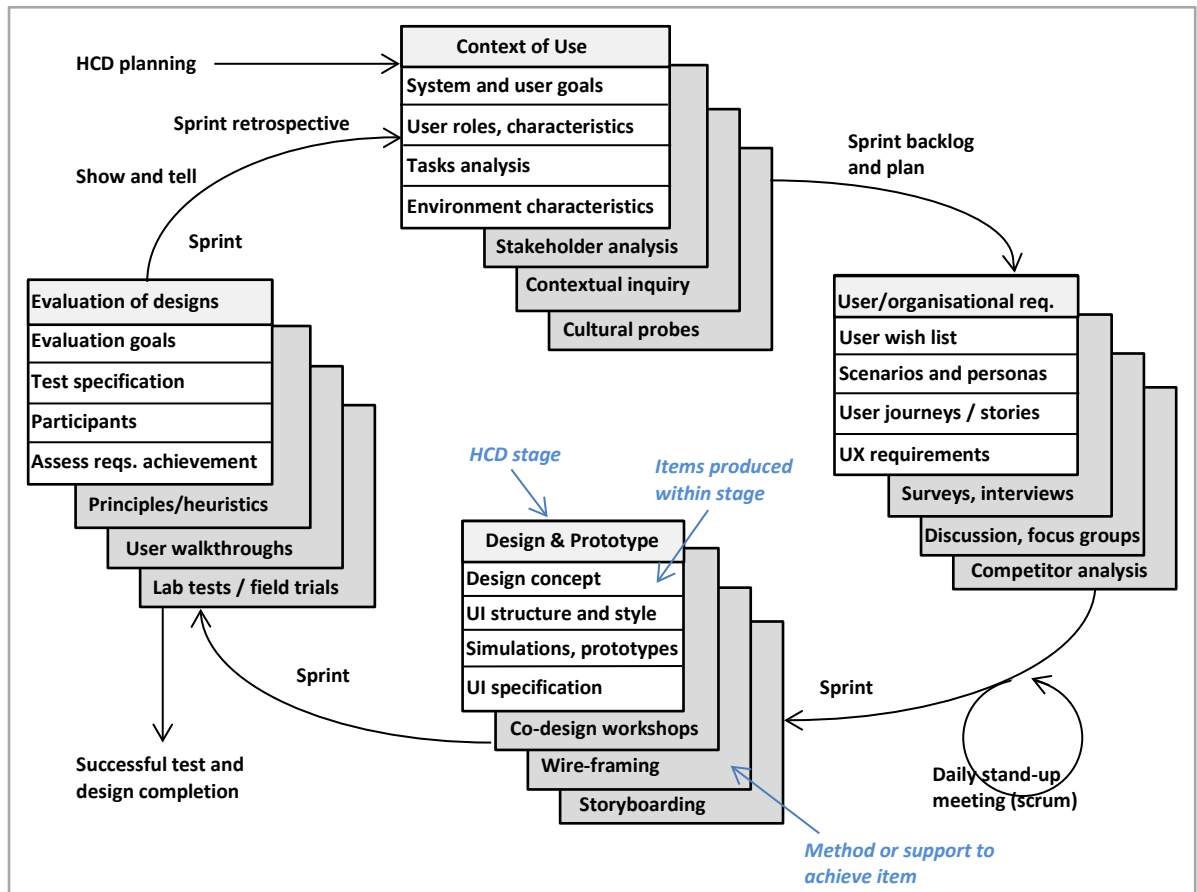 HCD planning
Context of Use
System and user goals
User roles, characteristics
Tasks analysis
Environment characteristics
Stakeholder analysis
Contextual inquiry
Cultural probes
Sprint retrospective
Show and tell
Sprint
Sprint backlog
and plan
Evaluation of designs
Evaluation goals
Test specification
Participants
Assess reqs. achievement
Principles/heuristics
User walkthroughs
Lab tests / field trials
User/organisational req.
User wish list
Scenarios and personas
User journeys / stories
UX requirements
Surveys, interviews
Discussion, focus groups
Competitor analysis
HCD stage
Items produced
within stage
Design & Prototype
Design concept
UI structure and style
Simulations, prototypes
UI specification
Co-design workshops
Wire-framing
Storyboarding
Sprint
Sprint
Successful test and
design completion
Daily stand-up
meeting (scrum)
Method or support to
achieve item